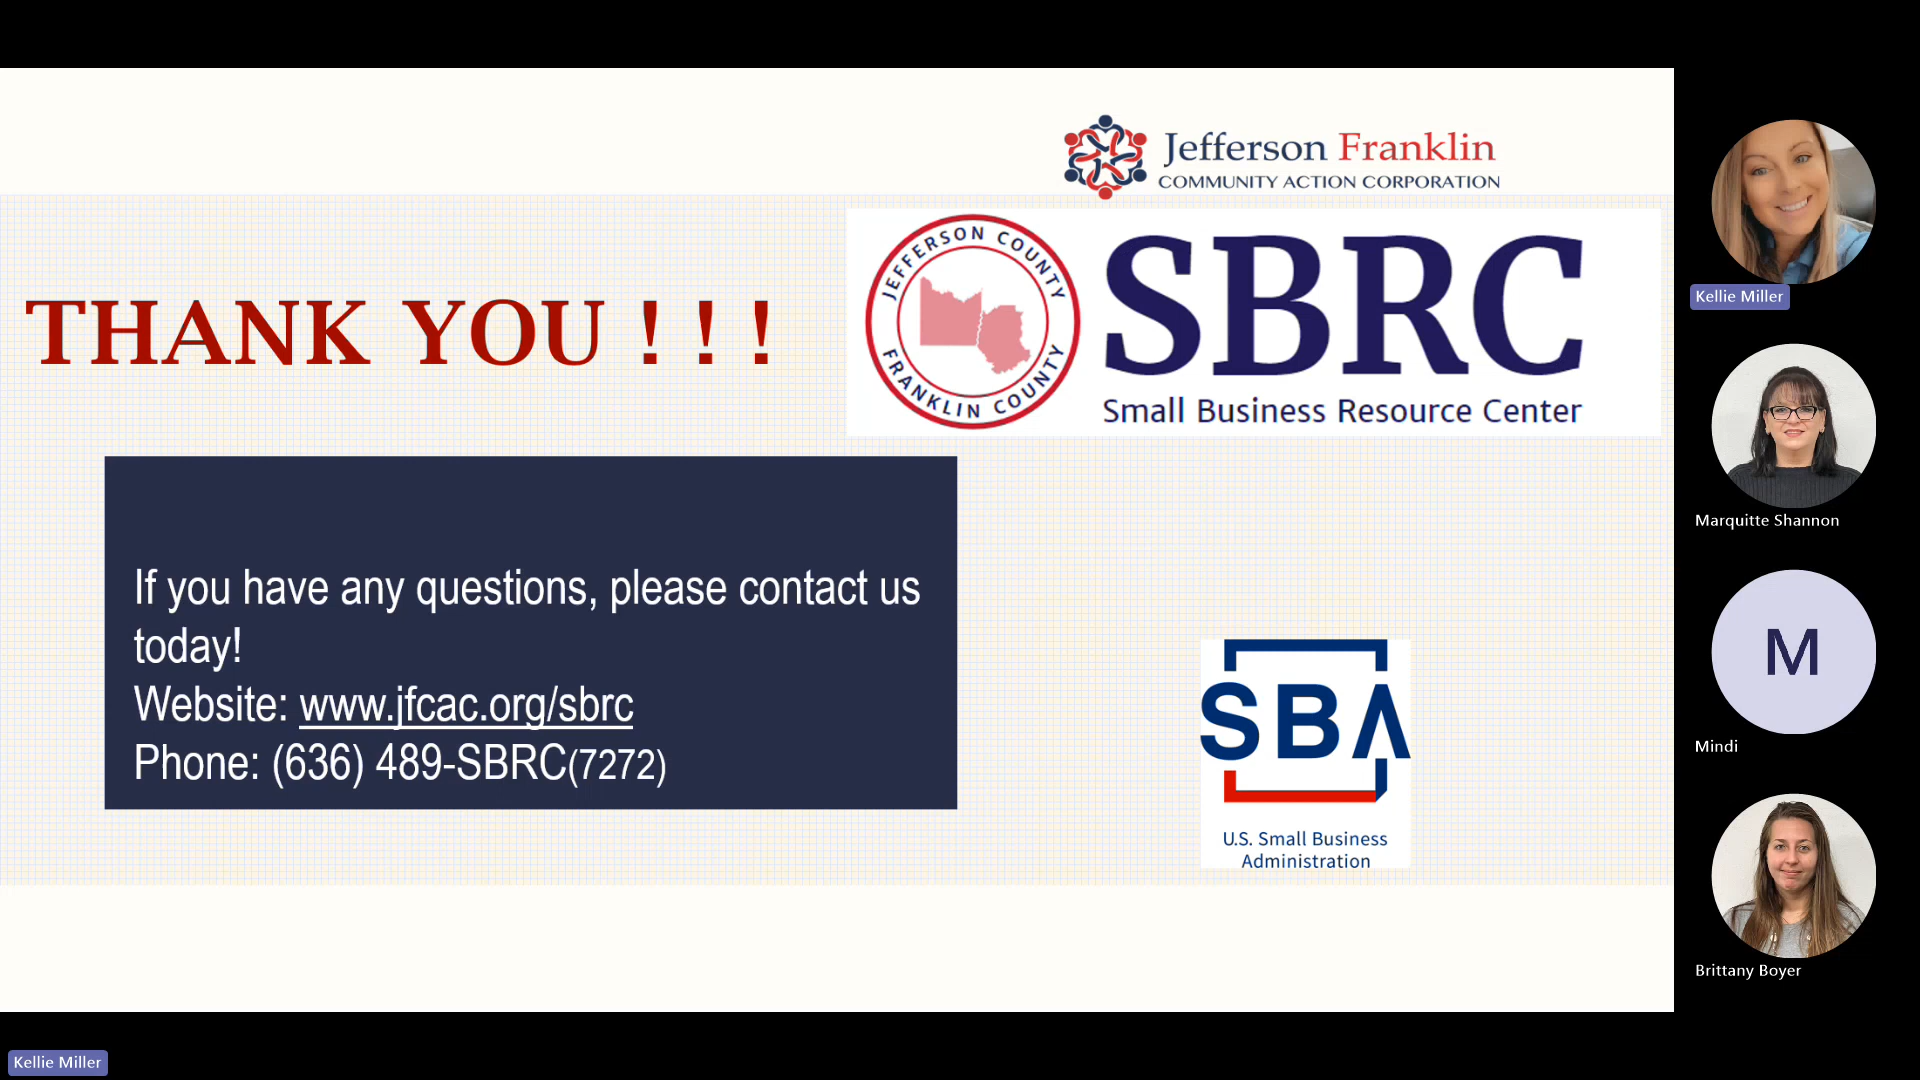 Jefferson Franklin
COMMUNITY ACTION CORPORATION
JEFFERSON COUNTY
FRANKLIN COUNTY
SBRC
Small Business Resource Center
THANK YOU ! ! !
If you have any questions, please contact us
today!
Website: www.jfcac.org/sbrc
Phone: (636) 489-SBRC(7272)
SBA
U.S. Small Business
Administration
Kellie Miller
Marquitte Shannon
M
Mindi
Brittany Boyer
Kellie Miller